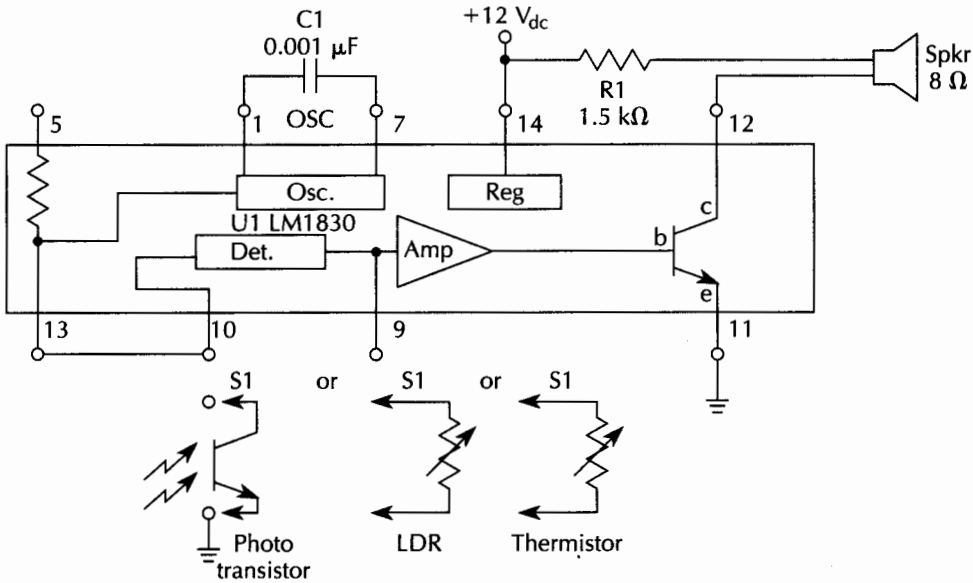 C1
0.001 μF
+12 Vdc
Spkr
8 Ω
R1
1.5 kΩ
5
1
OSC
7
14
12
Osc.
Reg
U1 LM1830
Det.
Amp
c
b
e
13
10
9
11
S1
or
S1
or
S1
Photo
transistor
LDR
Thermistor